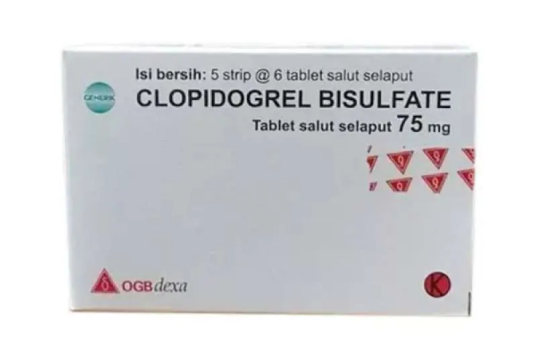 Isi bersih: 5 strip @ 6 tablet salut selaput
GENERIK
CLOPIDOGREL BISULFATE
Tablet salut selaput 75 mg
OGBdexa
K